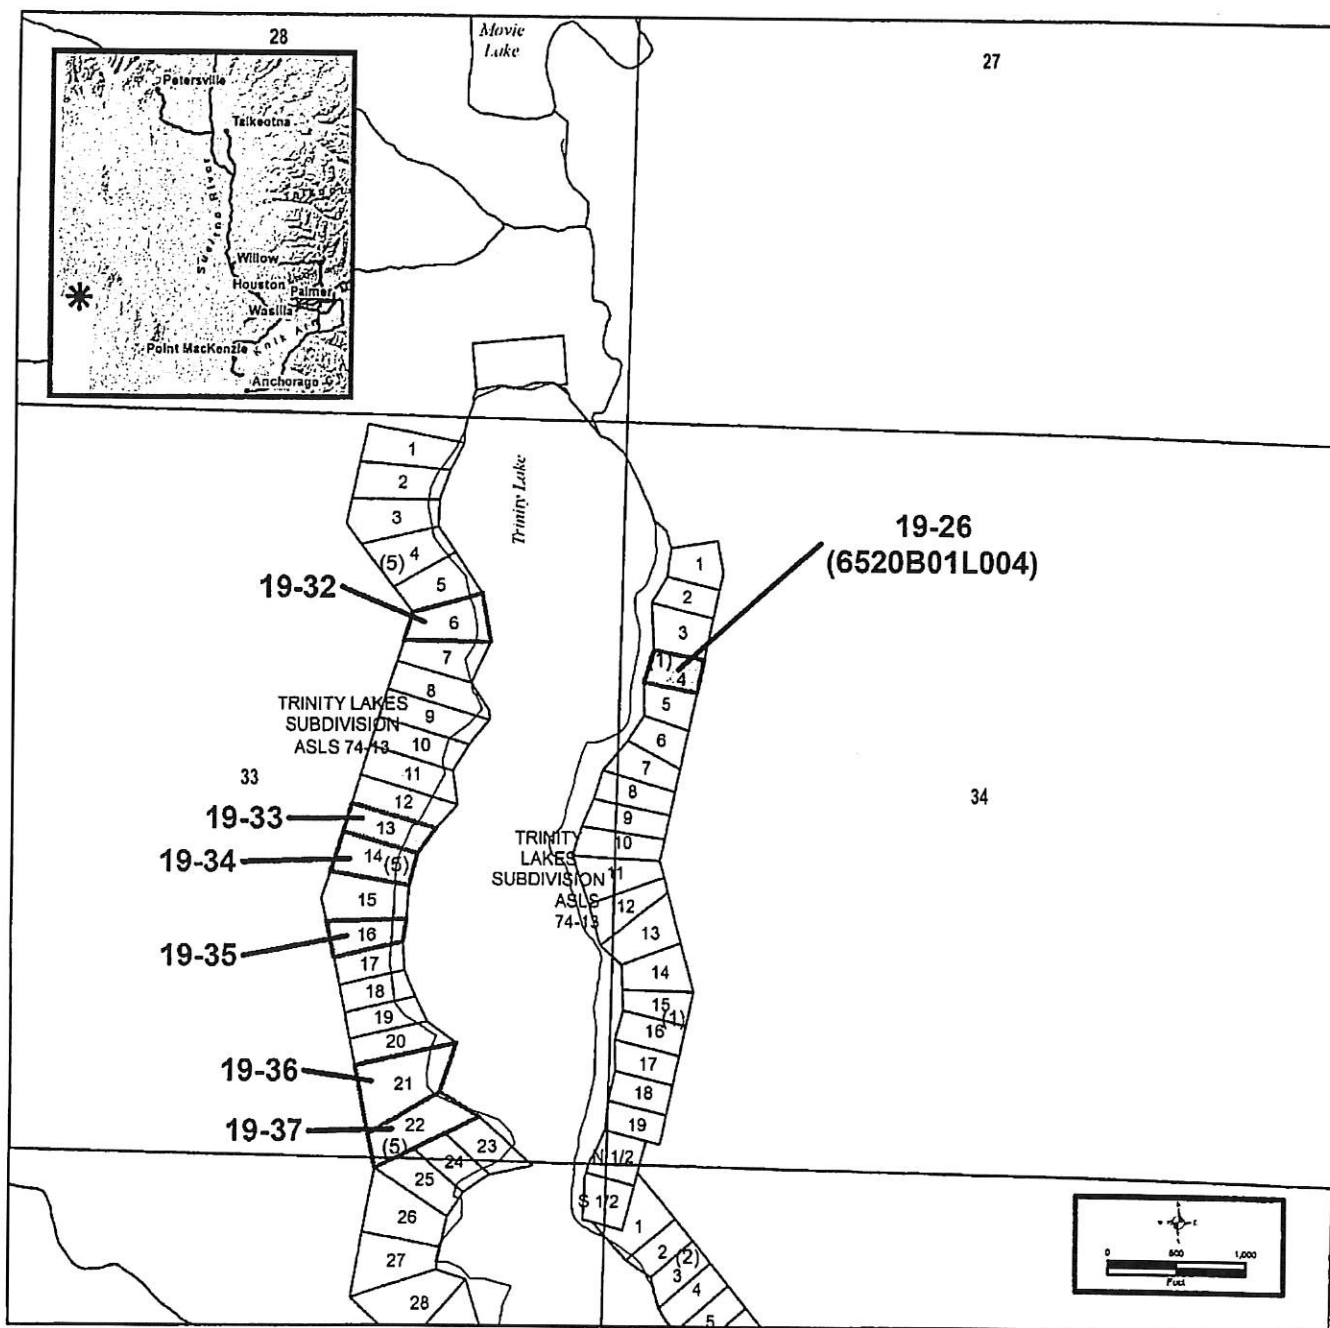 28
Movie
Lake
27
Petersville
Talkeetna
Susitna River
Willow
Houston
Palmer
Wasilla
Knik Arm
Point MacKenzie
Anchorage
Trinity Lake
1
2
3
4
(5)
5
6
7
8
9
10
11
12
13
14
(5)
15
16
17
18
19
20
21
22
(5)
23
24
25
26
27
28
19-32
TRINITY LAKES
SUBDIVISION
ASLS 74-13
33
19-33
19-34
19-35
19-36
19-37
19-26
(6520B01L004)
1
2
3
(1)
4
5
6
7
8
9
10
11
12
13
14
15
(1)
16
17
18
19
N 1/2
S 1/2
TRINITY
LAKES
SUBDIVISION
ASLS
74-13
34
1
2
(2)
3
4
5
0 500 1,000
Feet